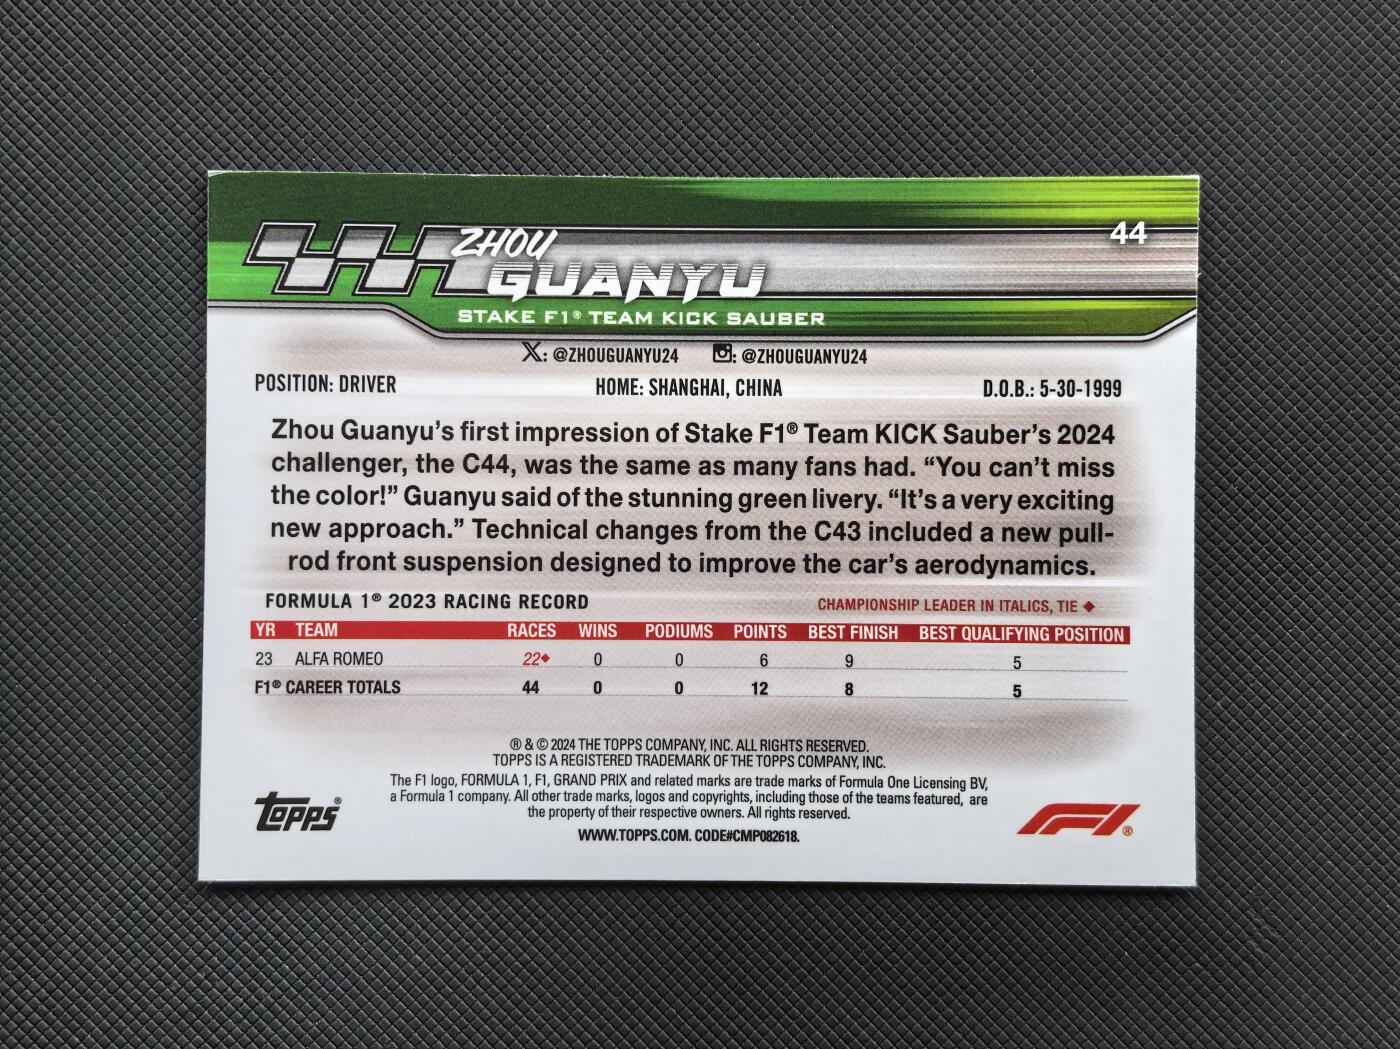 44
ZHOU
GUANYU
STAKE F1® TEAM KICK SAUBER
X: @ZHOUGUANYU24 : @ZHOUGUANYU24
POSITION: DRIVER HOME: SHANGHAI, CHINA D.O.B.: 5-30-1999
Zhou Guanyu's first impression of Stake F1® Team KICK Sauber's 2024
challenger, the C44, was the same as many fans had. “You can't miss
the color!” Guanyu said of the stunning green livery. “It's a very exciting
new approach.” Technical changes from the C43 included a new pull-
rod front suspension designed to improve the car's aerodynamics.
FORMULA 1® 2023 RACING RECORD CHAMPIONSHIP LEADER IN ITALICS, TIE ◆
YR TEAM RACES WINS PODIUMS POINTS BEST FINISH BEST QUALIFYING POSITION
23 ALFA ROMEO 22◆ 0 0 6 9 5
F1® CAREER TOTALS 44 0 0 12 8 5
® & © 2024 THE TOPPS COMPANY, INC. ALL RIGHTS RESERVED.
TOPPS IS A REGISTERED TRADEMARK OF THE TOPPS COMPANY, INC.
The F1 logo, FORMULA 1, F1, GRAND PRIX and related marks are trade marks of Formula One Licensing BV,
a Formula 1 company. All other trade marks, logos and copyrights, including those of the teams featured, are
the property of their respective owners. All rights reserved.
WWW.TOPPS.COM. CODE#CMP082618.
TOPPS®
F1®